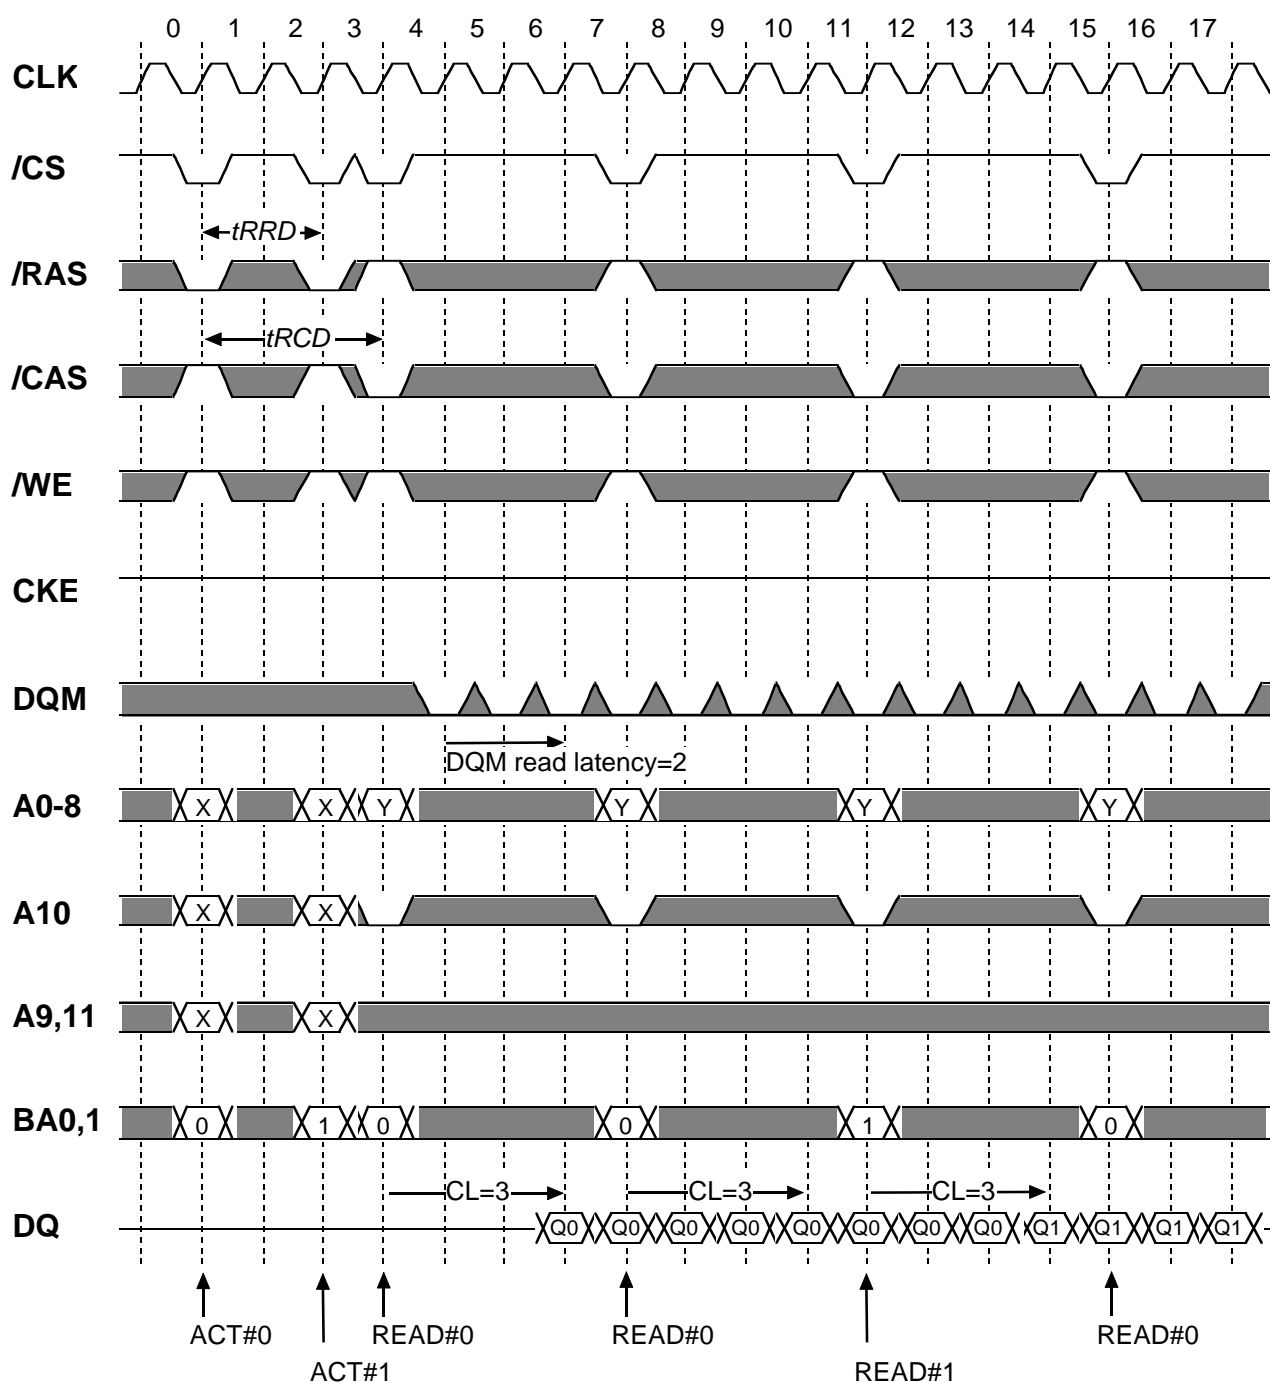 0 1 2 3 4 5 6 7 8 9 10 11 12 13 14 15 16 17
CLK
/CS
tRRD
/RAS
tRCD
/CAS
/WE
CKE
DQM
DQM read latency=2
A0-8 X X Y Y Y Y
A10 X X
A9,11 X X
BA0,1 0 1 0 0 1 0
CL=3 CL=3 CL=3
DQ Q0 Q0 Q0 Q0 Q0 Q0 Q0 Q0 Q1 Q1 Q1 Q1
ACT#0 READ#0 READ#0 READ#0
ACT#1 READ#1